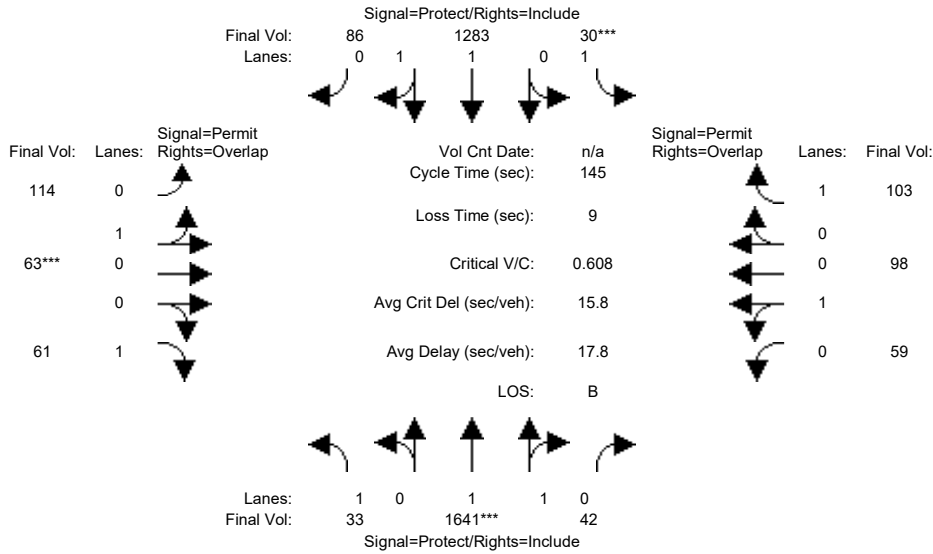 Signal=Protect/Rights=Include
Final Vol: 86 1283 30***
Lanes: 0 1 1 0 1
Signal=Permit Signal=Permit
Final Vol: Lanes: Rights=Overlap Vol Cnt Date: n/a Rights=Overlap Lanes: Final Vol:
Cycle Time (sec): 145
114 0 1 103
Loss Time (sec): 9
1 0
63*** 0 Critical V/C: 0.608 0 98
0 Avg Crit Del (sec/veh): 15.8 1
61 1 Avg Delay (sec/veh): 17.8 0 59
LOS: B
Lanes: 1 0 1 1 0
Final Vol: 33 1641*** 42
Signal=Protect/Rights=Include